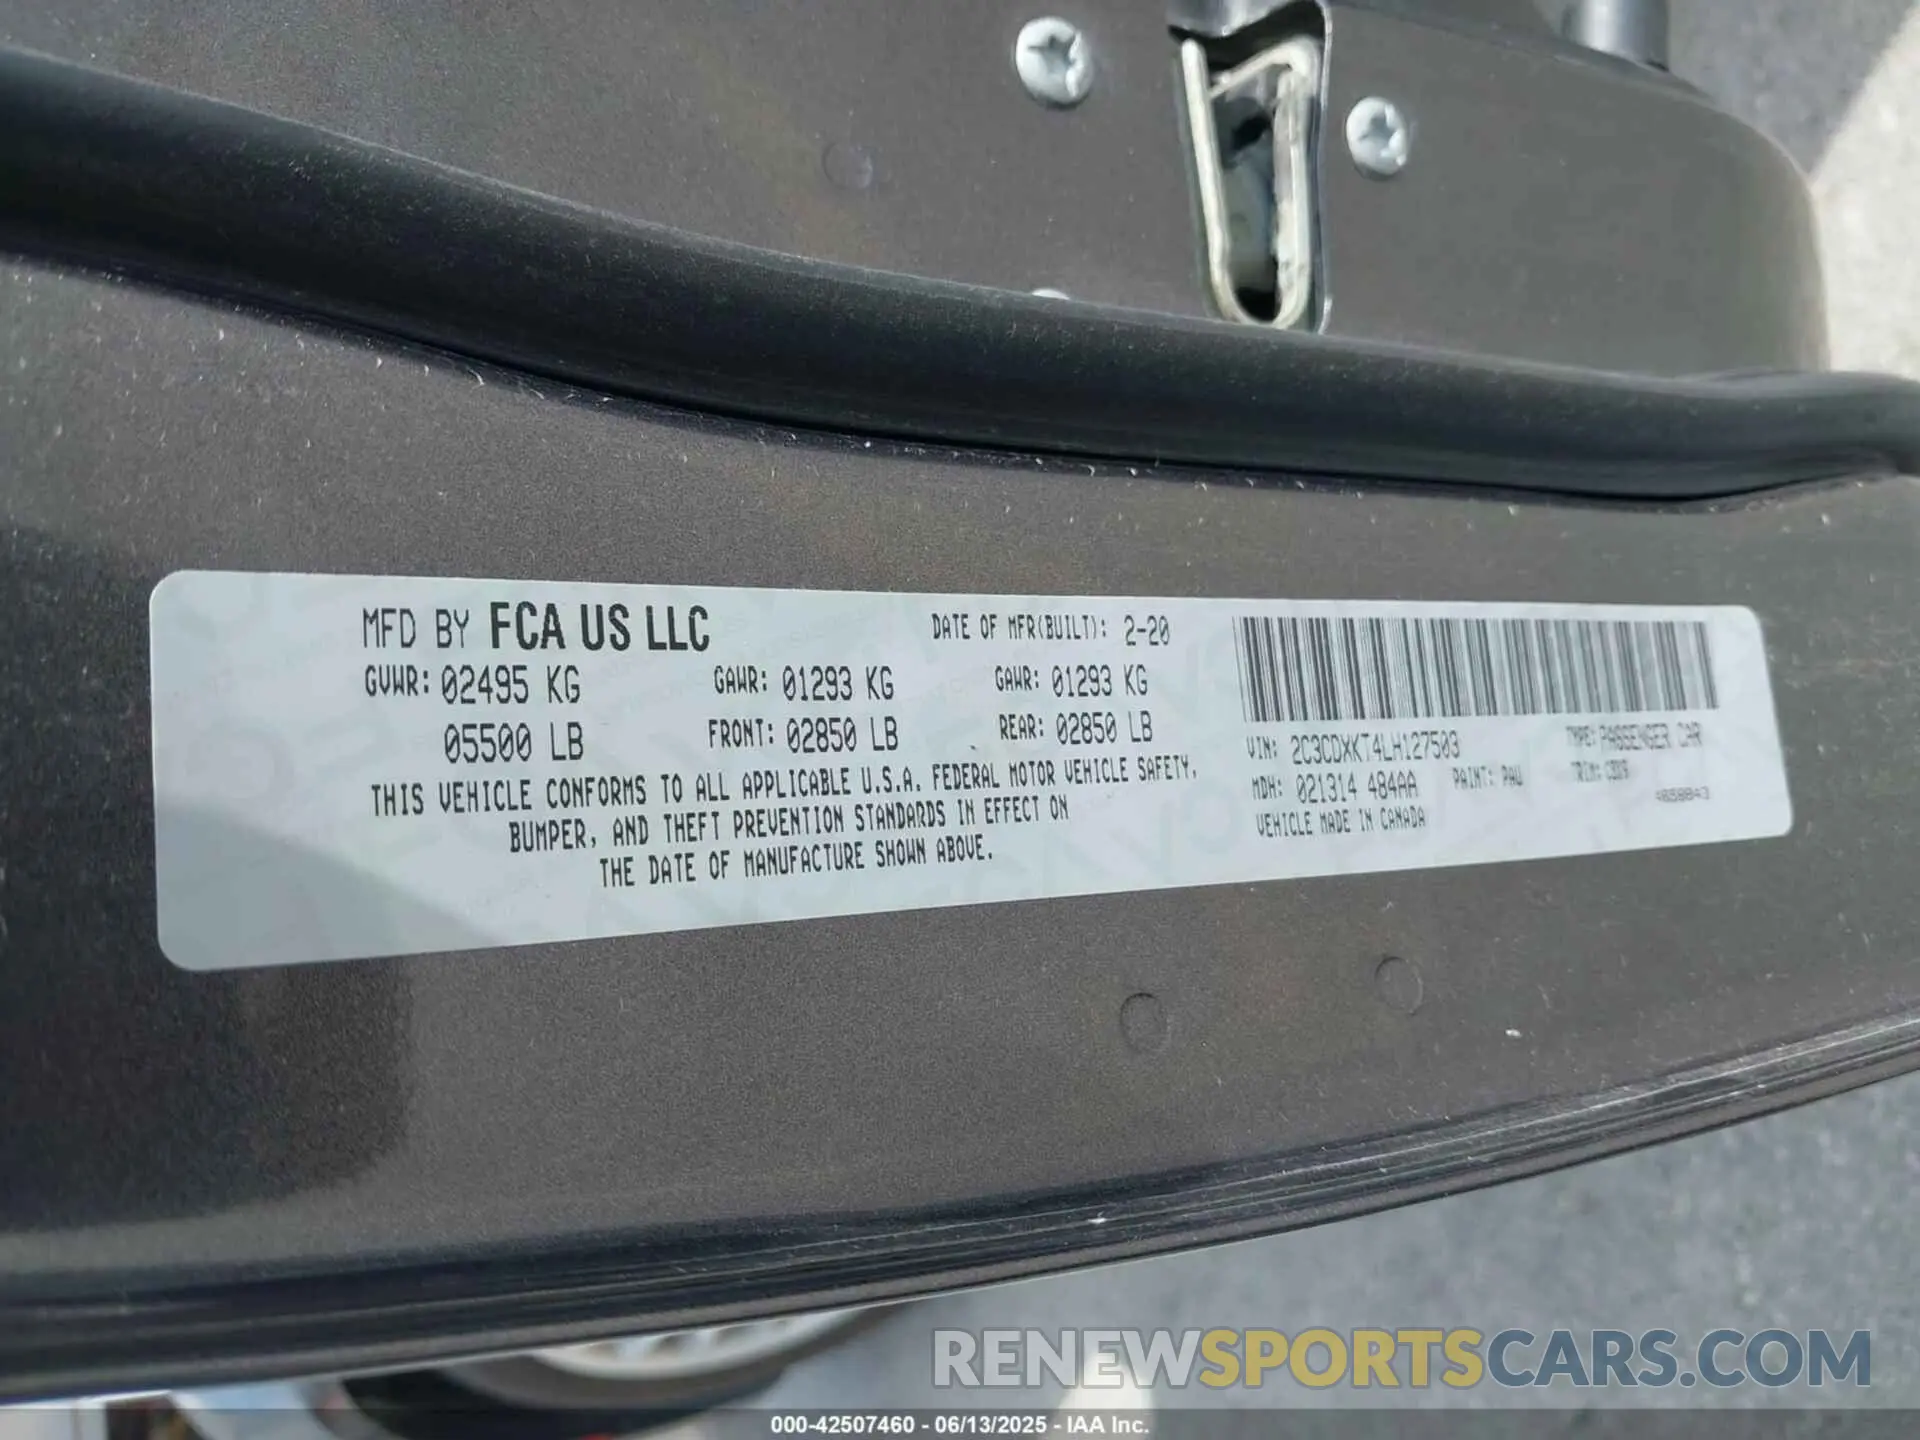 MFD BY FCA US LLC
DATE OF MFR(BUILT): 2-20
GVWR: 02495 KG GAWR: 01293 KG GAWR: 01293 KG
05500 LB FRONT: 02850 LB REAR: 02850 LB
THIS VEHICLE CONFORMS TO ALL APPLICABLE U.S.A. FEDERAL MOTOR VEHICLE SAFETY,
BUMPER, AND THEFT PREVENTION STANDARDS IN EFFECT ON
THE DATE OF MANUFACTURE SHOWN ABOVE.
VIN: 2C3CDXKT4LH127503 TYPE: PASSENGER CAR
MDH: 021314 484AA PAINT: PAU TRIM:
VEHICLE MADE IN CANADA
RENEWSPORTSCARS.COM
000-42507460 - 06/13/2025 - IAA Inc.